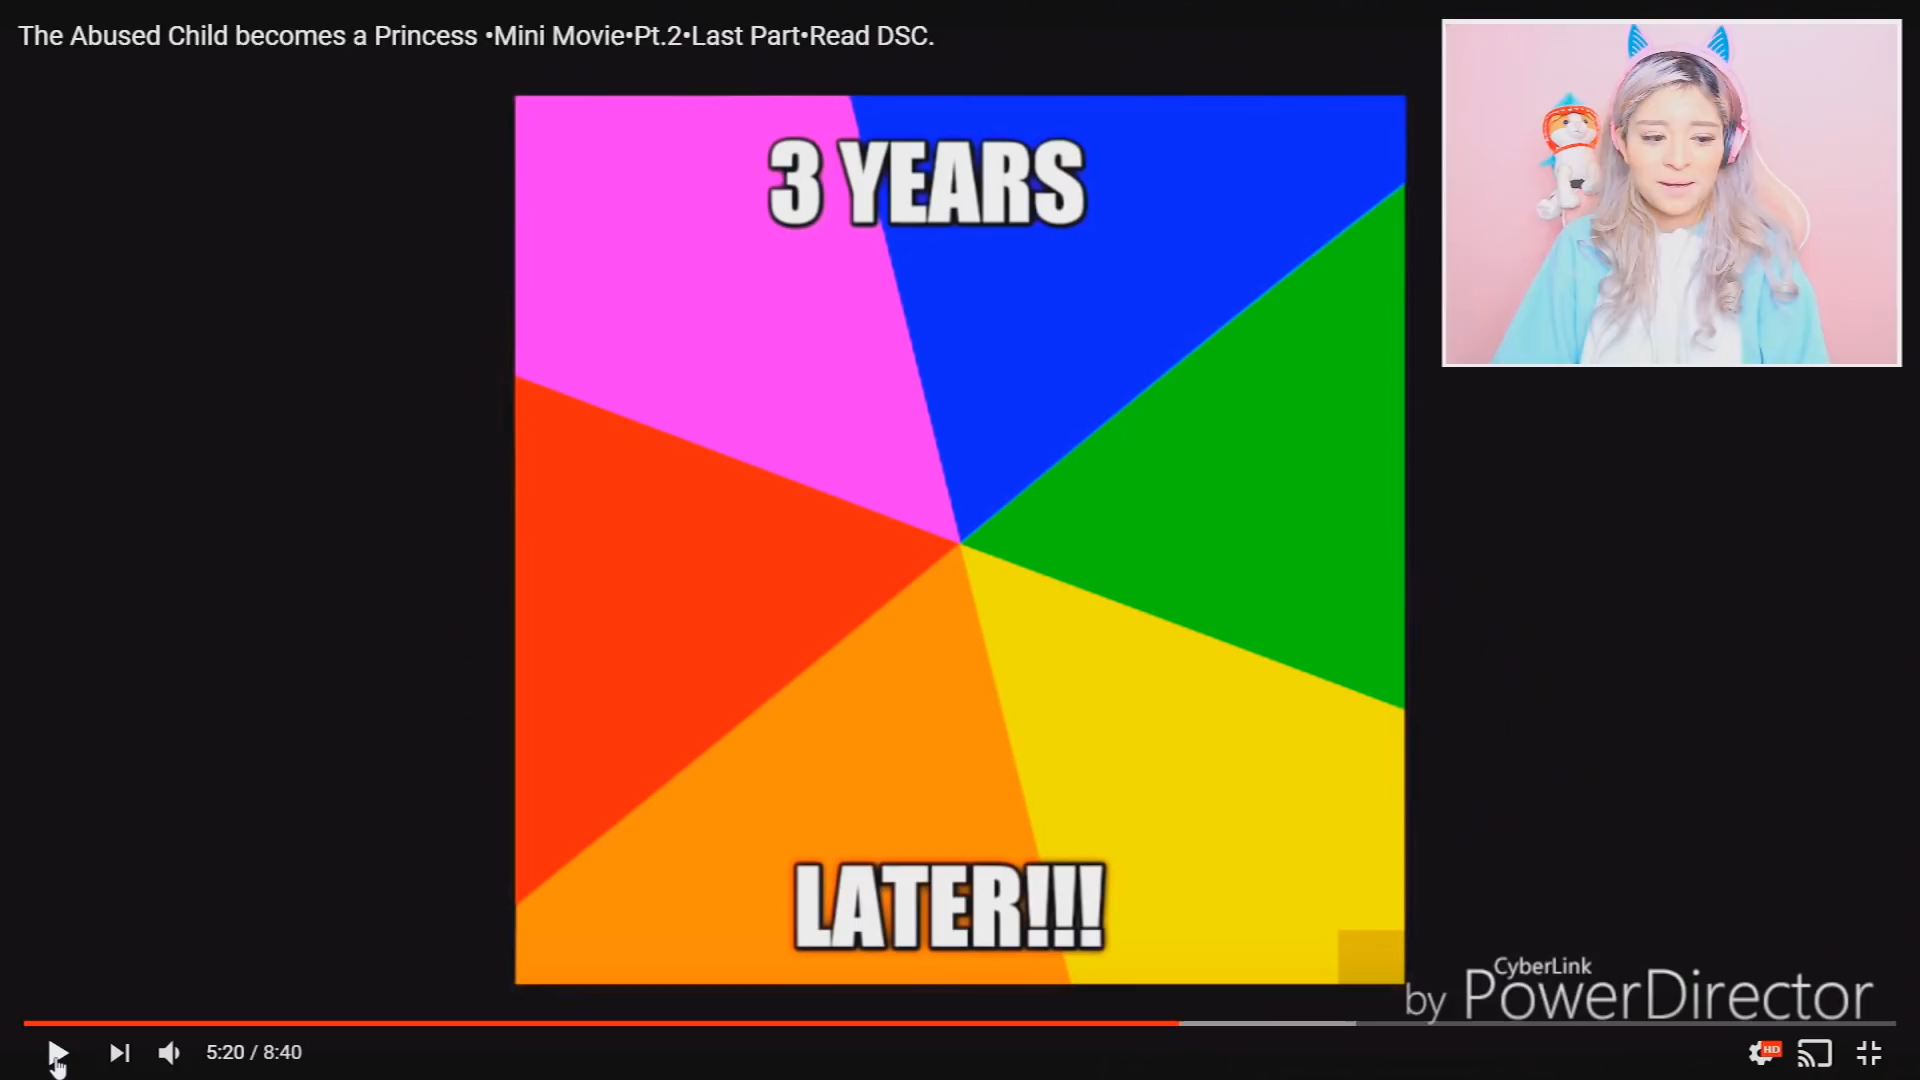 The Abused Child becomes a Princess •Mini Movie•Pt.2•Last Part•Read DSC.
3 YEARS
LATER!!!
by CyberLink PowerDirector
5:20 / 8:40
HD